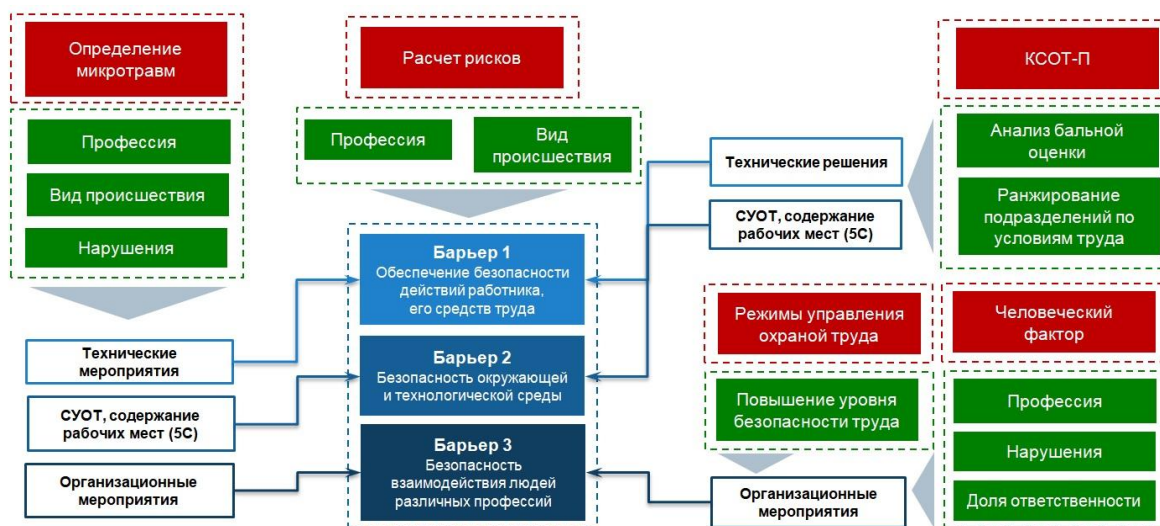 Определение
микротравм
Профессия
Вид происшествия
Нарушения
Технические
мероприятия
СУОТ, содержание
рабочих мест (5С)
Организационные
мероприятия
Расчет рисков
Профессия
Вид
происшествия
Барьер 1
Обеспечение безопасности
действий работника,
его средств труда
Барьер 2
Безопасность окружающей
и технологической среды
Барьер 3
Безопасность
взаимодействия людей
различных профессий
Технические решения
СУОТ, содержание
рабочих мест (5С)
КСОТ-П
Анализ бальной
оценки
Ранжирование
подразделений по
условиям труда
Режимы управления
охраной труда
Повышение уровня
безопасности труда
Организационные
мероприятия
Человеческий
фактор
Профессия
Нарушения
Доля ответственности